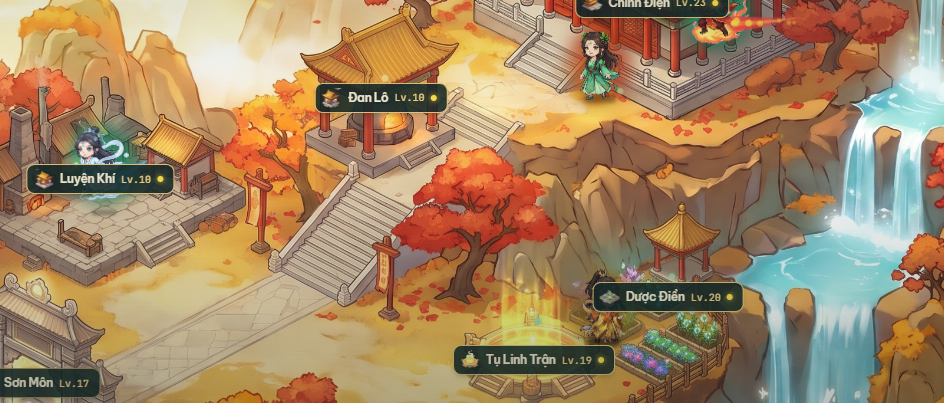 Chính Điện Lv.23
Đan Lô Lv.10
Luyện Khí Lv.10
Dược Điền Lv.20
Tụ Linh Trận Lv.19
Sơn Môn Lv.17